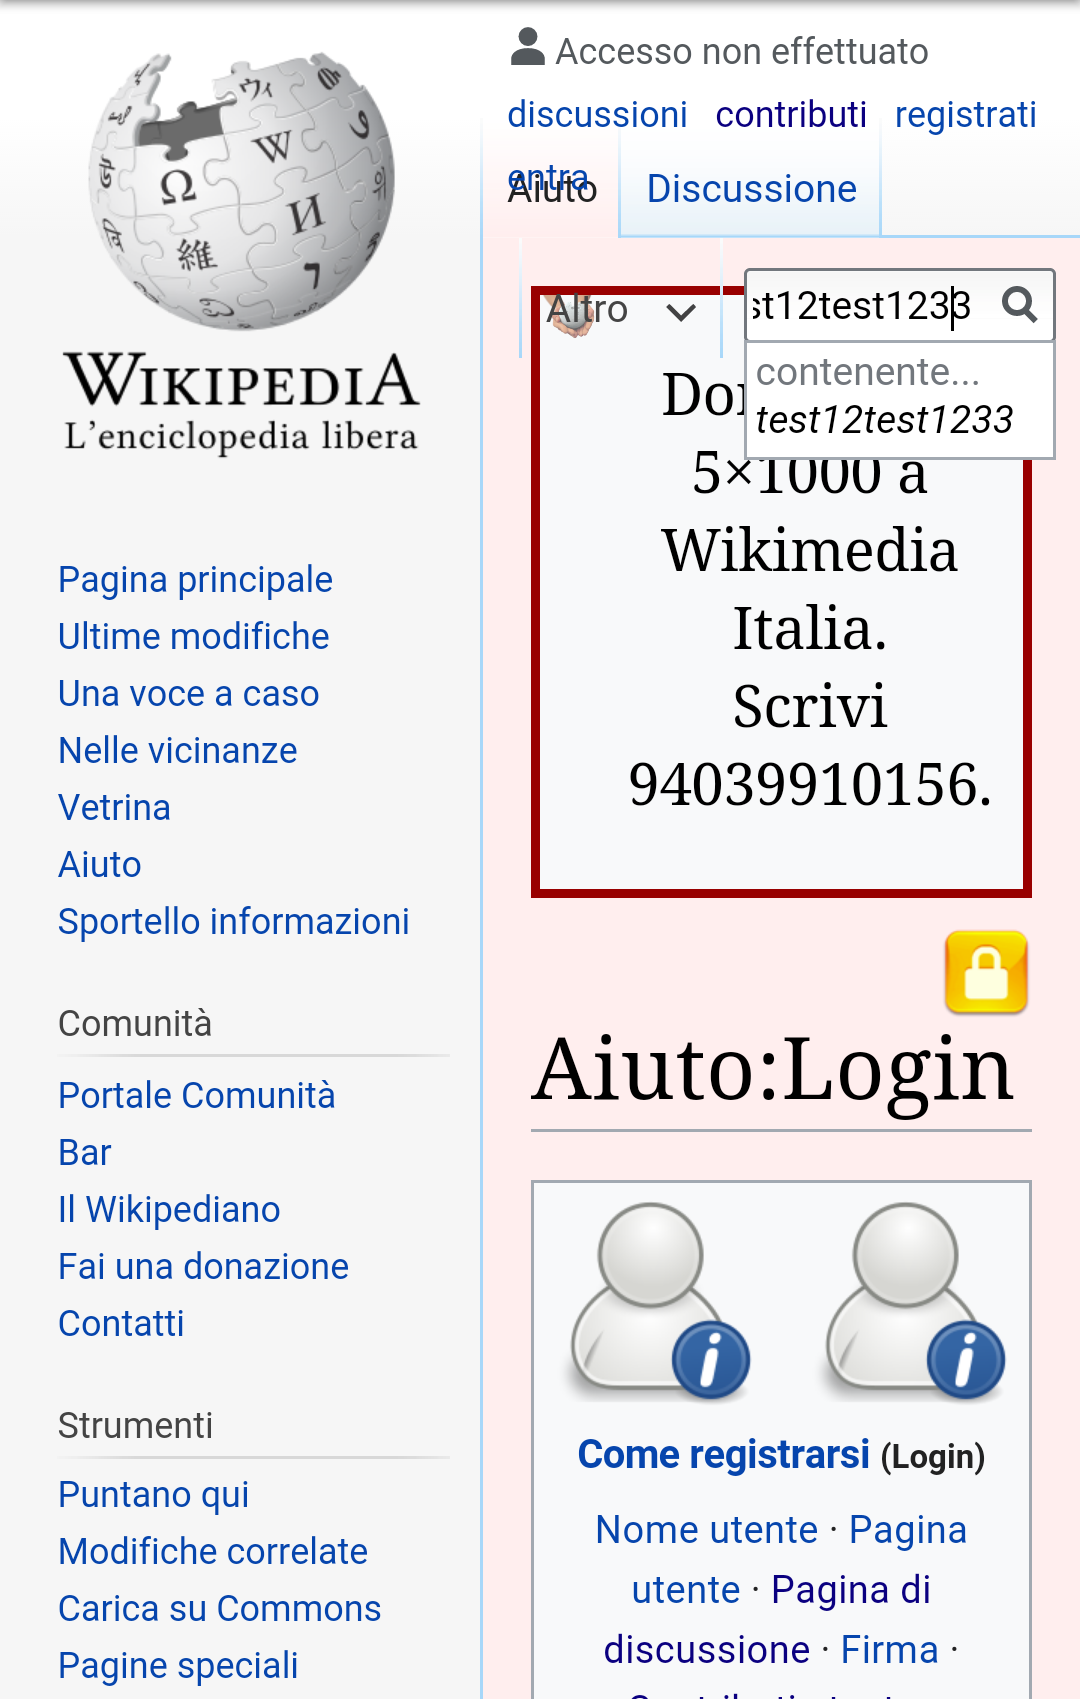 Accesso non effettuato
discussioni contributi registrati
entra
Aiuto Discussione
Altro
st12test1233
contenente...
test12test1233
WIKIPEDIA
L'enciclopedia libera
5×1000 a
Wikimedia
Italia.
Scrivi
94039910156.
Pagina principale
Ultime modifiche
Una voce a caso
Nelle vicinanze
Vetrina
Aiuto
Sportello informazioni
Comunità
Portale Comunità
Bar
Il Wikipediano
Fai una donazione
Contatti
Strumenti
Puntano qui
Modifiche correlate
Carica su Commons
Pagine speciali
Aiuto:Login
Come registrarsi (Login)
Nome utente · Pagina
utente · Pagina di
discussione · Firma ·